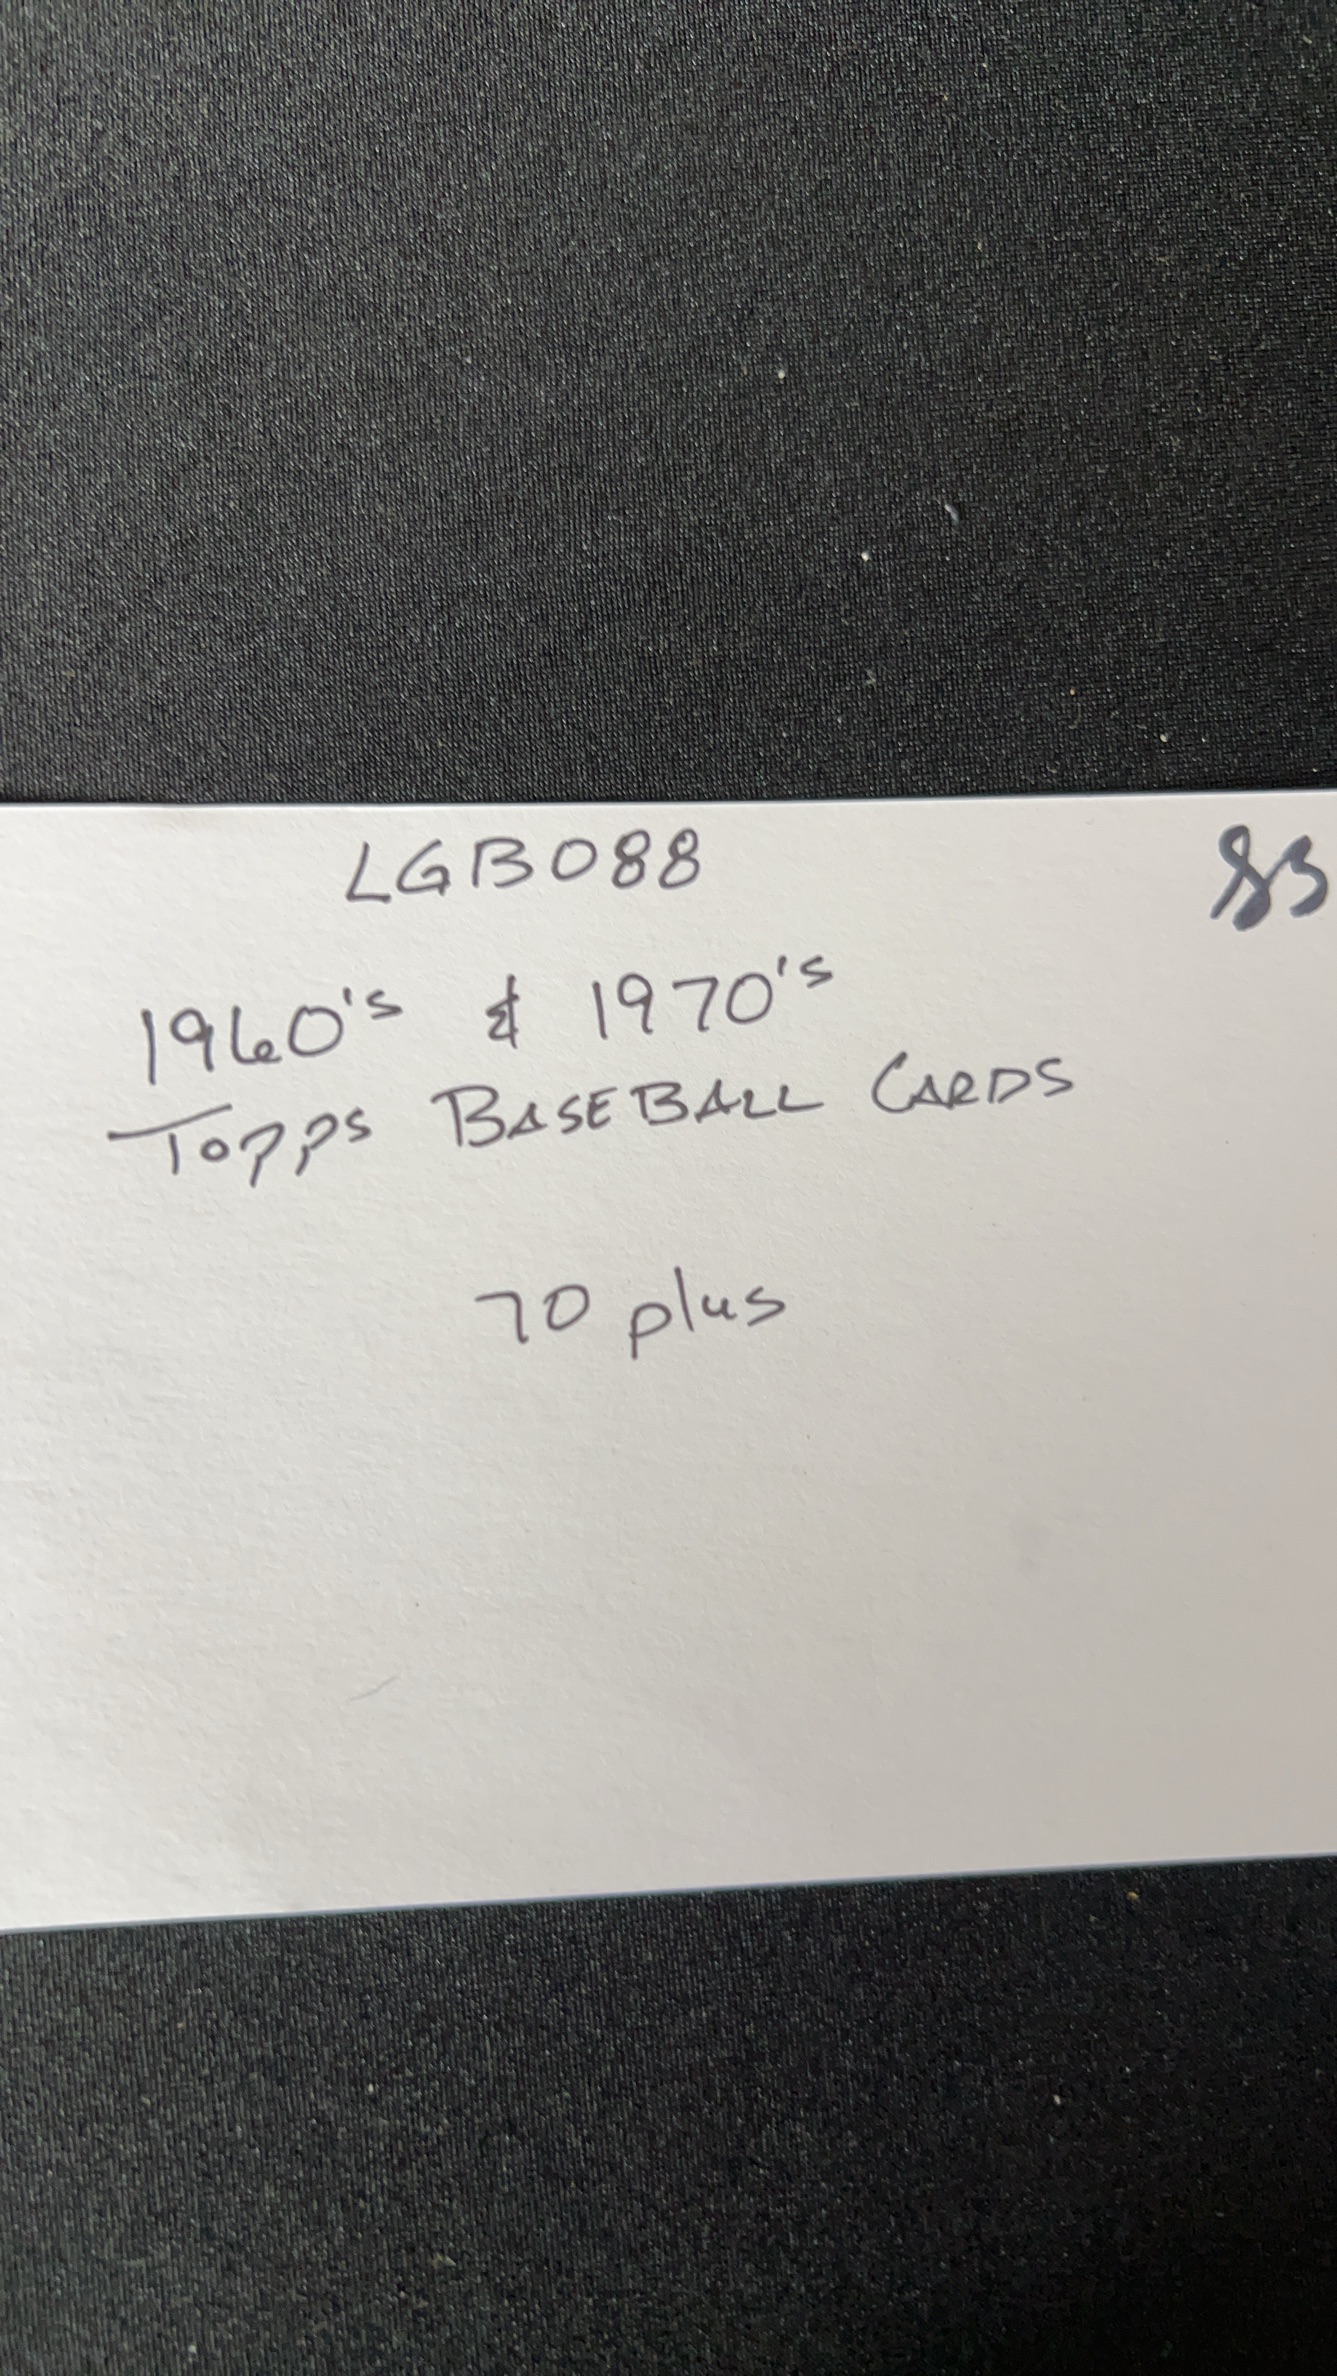 LGB088
83
1960's & 1970's
Topps BASEBALL CARDS
70 plus